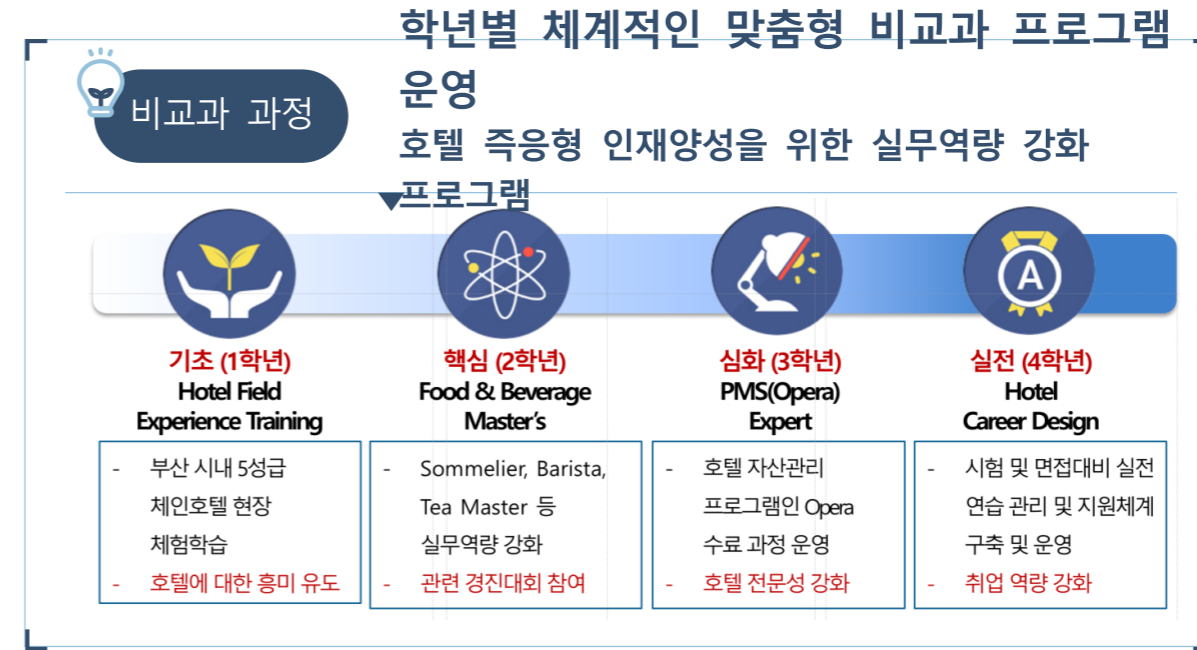 학년별 체계적인 맞춤형 비교과 프로그램
운영
비교과 과정
호텔 즉응형 인재양성을 위한 실무역량 강화
프로그램
A
기초 (1학년)
Hotel Field
Experience Training
- 부산 시내 5성급
체인호텔 현장
체험학습
- 호텔에 대한 흥미 유도
핵심 (2학년)
Food & Beverage
Master's
- Sommelier, Barista,
Tea Master 등
실무역량 강화
- 관련 경진대회 참여
심화 (3학년)
PMS(Opera)
Expert
- 호텔 자산관리
프로그램인 Opera
수료 과정 운영
- 호텔 전문성 강화
실전 (4학년)
Hotel
Career Design
- 시험 및 면접대비 실전
연습 관리 및 지원체계
구축 및 운영
- 취업 역량 강화